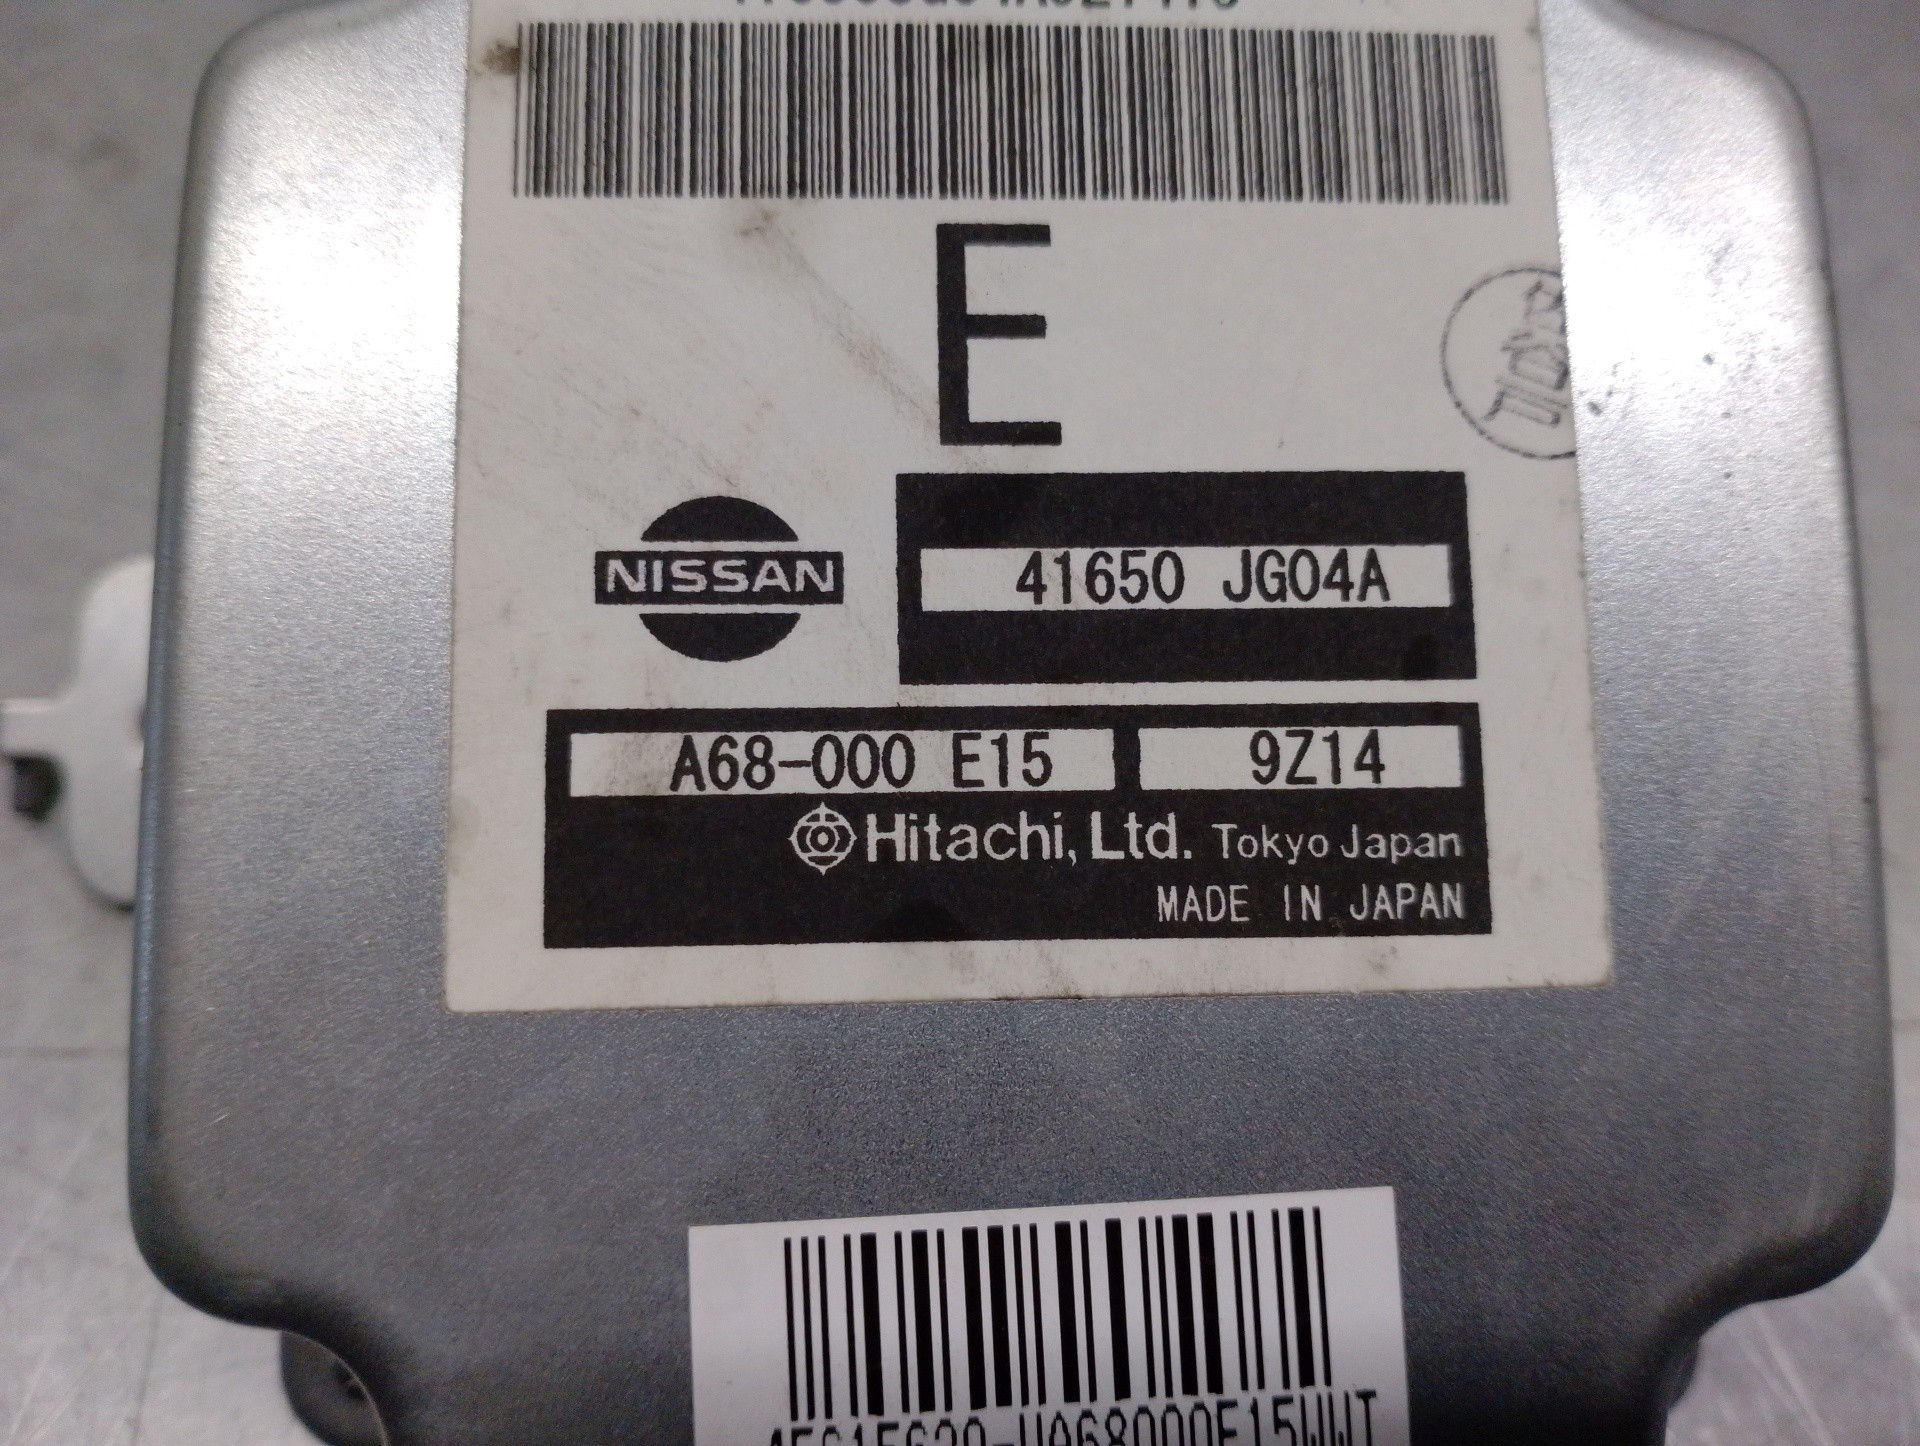 E
NISSAN
41650 JG04A
A68-000 E15
9Z14
Hitachi, Ltd. Tokyo Japan
MADE IN JAPAN